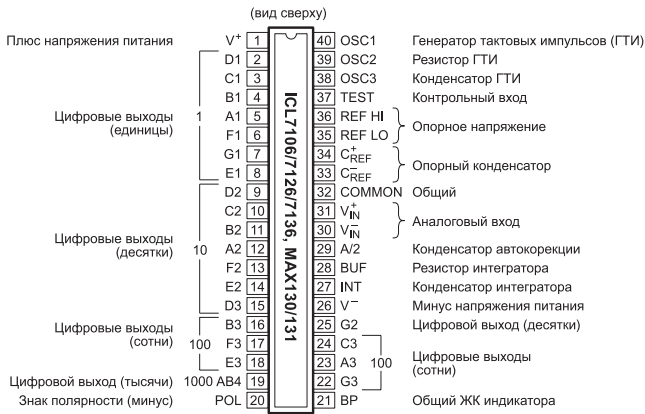 (вид сверху)
Плюс напряжения питания V⁺ 1 40 OSC1 Генератор тактовых импульсов (ГТИ)
D1 2 39 OSC2 Резистор ГТИ
C1 3 38 OSC3 Конденсатор ГТИ
B1 4 37 TEST Контрольный вход
Цифровые выходы (единицы) 1 A1 5 36 REF HI Опорное напряжение
F1 6 35 REF LO
G1 7 34 C⁺REF Опорный конденсатор
E1 8 33 C⁻REF
D2 9 32 COMMON Общий
C2 10 31 V⁺IN Аналоговый вход
B2 11 30 V⁻IN
Цифровые выходы (десятки) 10 A2 12 29 A/2 Конденсатор автокорекции
F2 13 28 BUF Резистор интегратора
E2 14 27 INT Конденсатор интегратора
D3 15 26 V⁻ Минус напряжения питания
Цифровые выходы (сотни) 100 B3 16 25 G2 Цифровой выход (десятки)
F3 17 24 C3
E3 18 23 A3 100 Цифровые выходы (сотни)
Цифровой выход (тысячи) 1000 AB4 19 22 G3
Знак полярности (минус) POL 20 21 BP Общий ЖК индикатора
ICL7106/7126/7136, MAX130/131